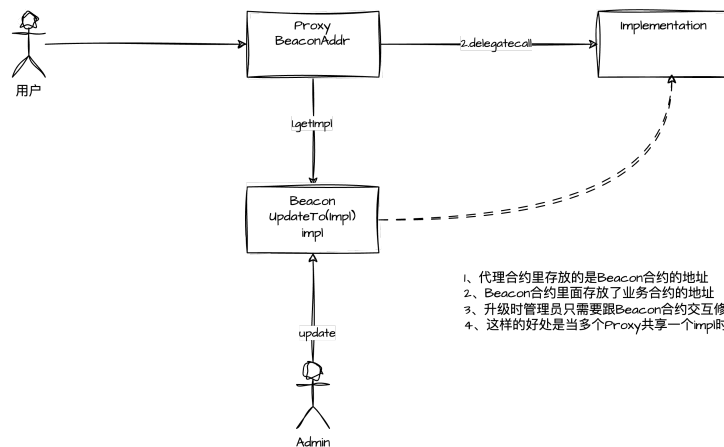 Proxy
BeaconAddr
Implementation
2.delegatecall
用户
1.getImpl
Beacon
UpdateTo(Impl)
impl
1、代理合约里存放的是Beacon合约的地址
2、Beacon合约里面存放了业务合约的地址
3、升级时管理员只需要跟Beacon合约交互修
4、这样的好处是当多个Proxy共享一个impl时
update
Admin